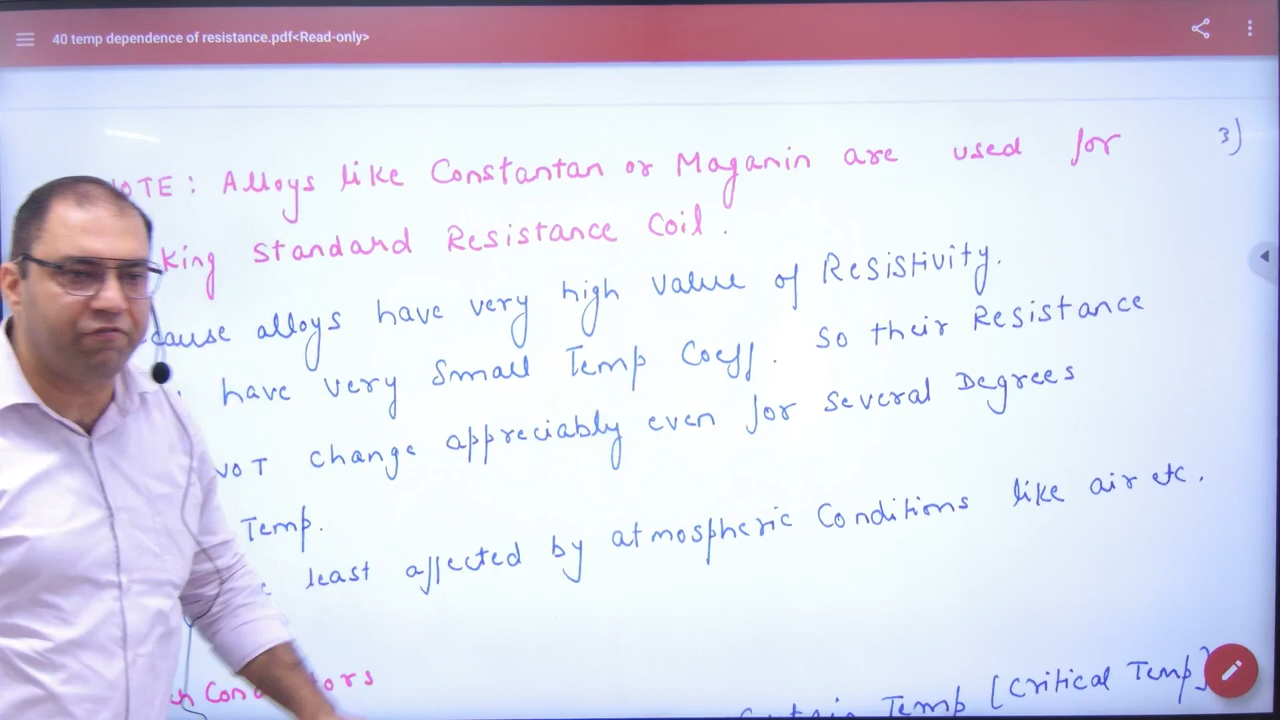 40 temp dependence of resistance.pdf<Read-only>
3)
NOTE: Alloys like Constantan or Maganin are used for
king Standard Resistance Coil.
cause alloys have very high value of Resistivity.
have very Small Temp Coeff. So their Resistance
NOT change appreciably even for several Degrees
Temp.
least affected by atmospheric Conditions like air etc.
Temp [Critical Temp]